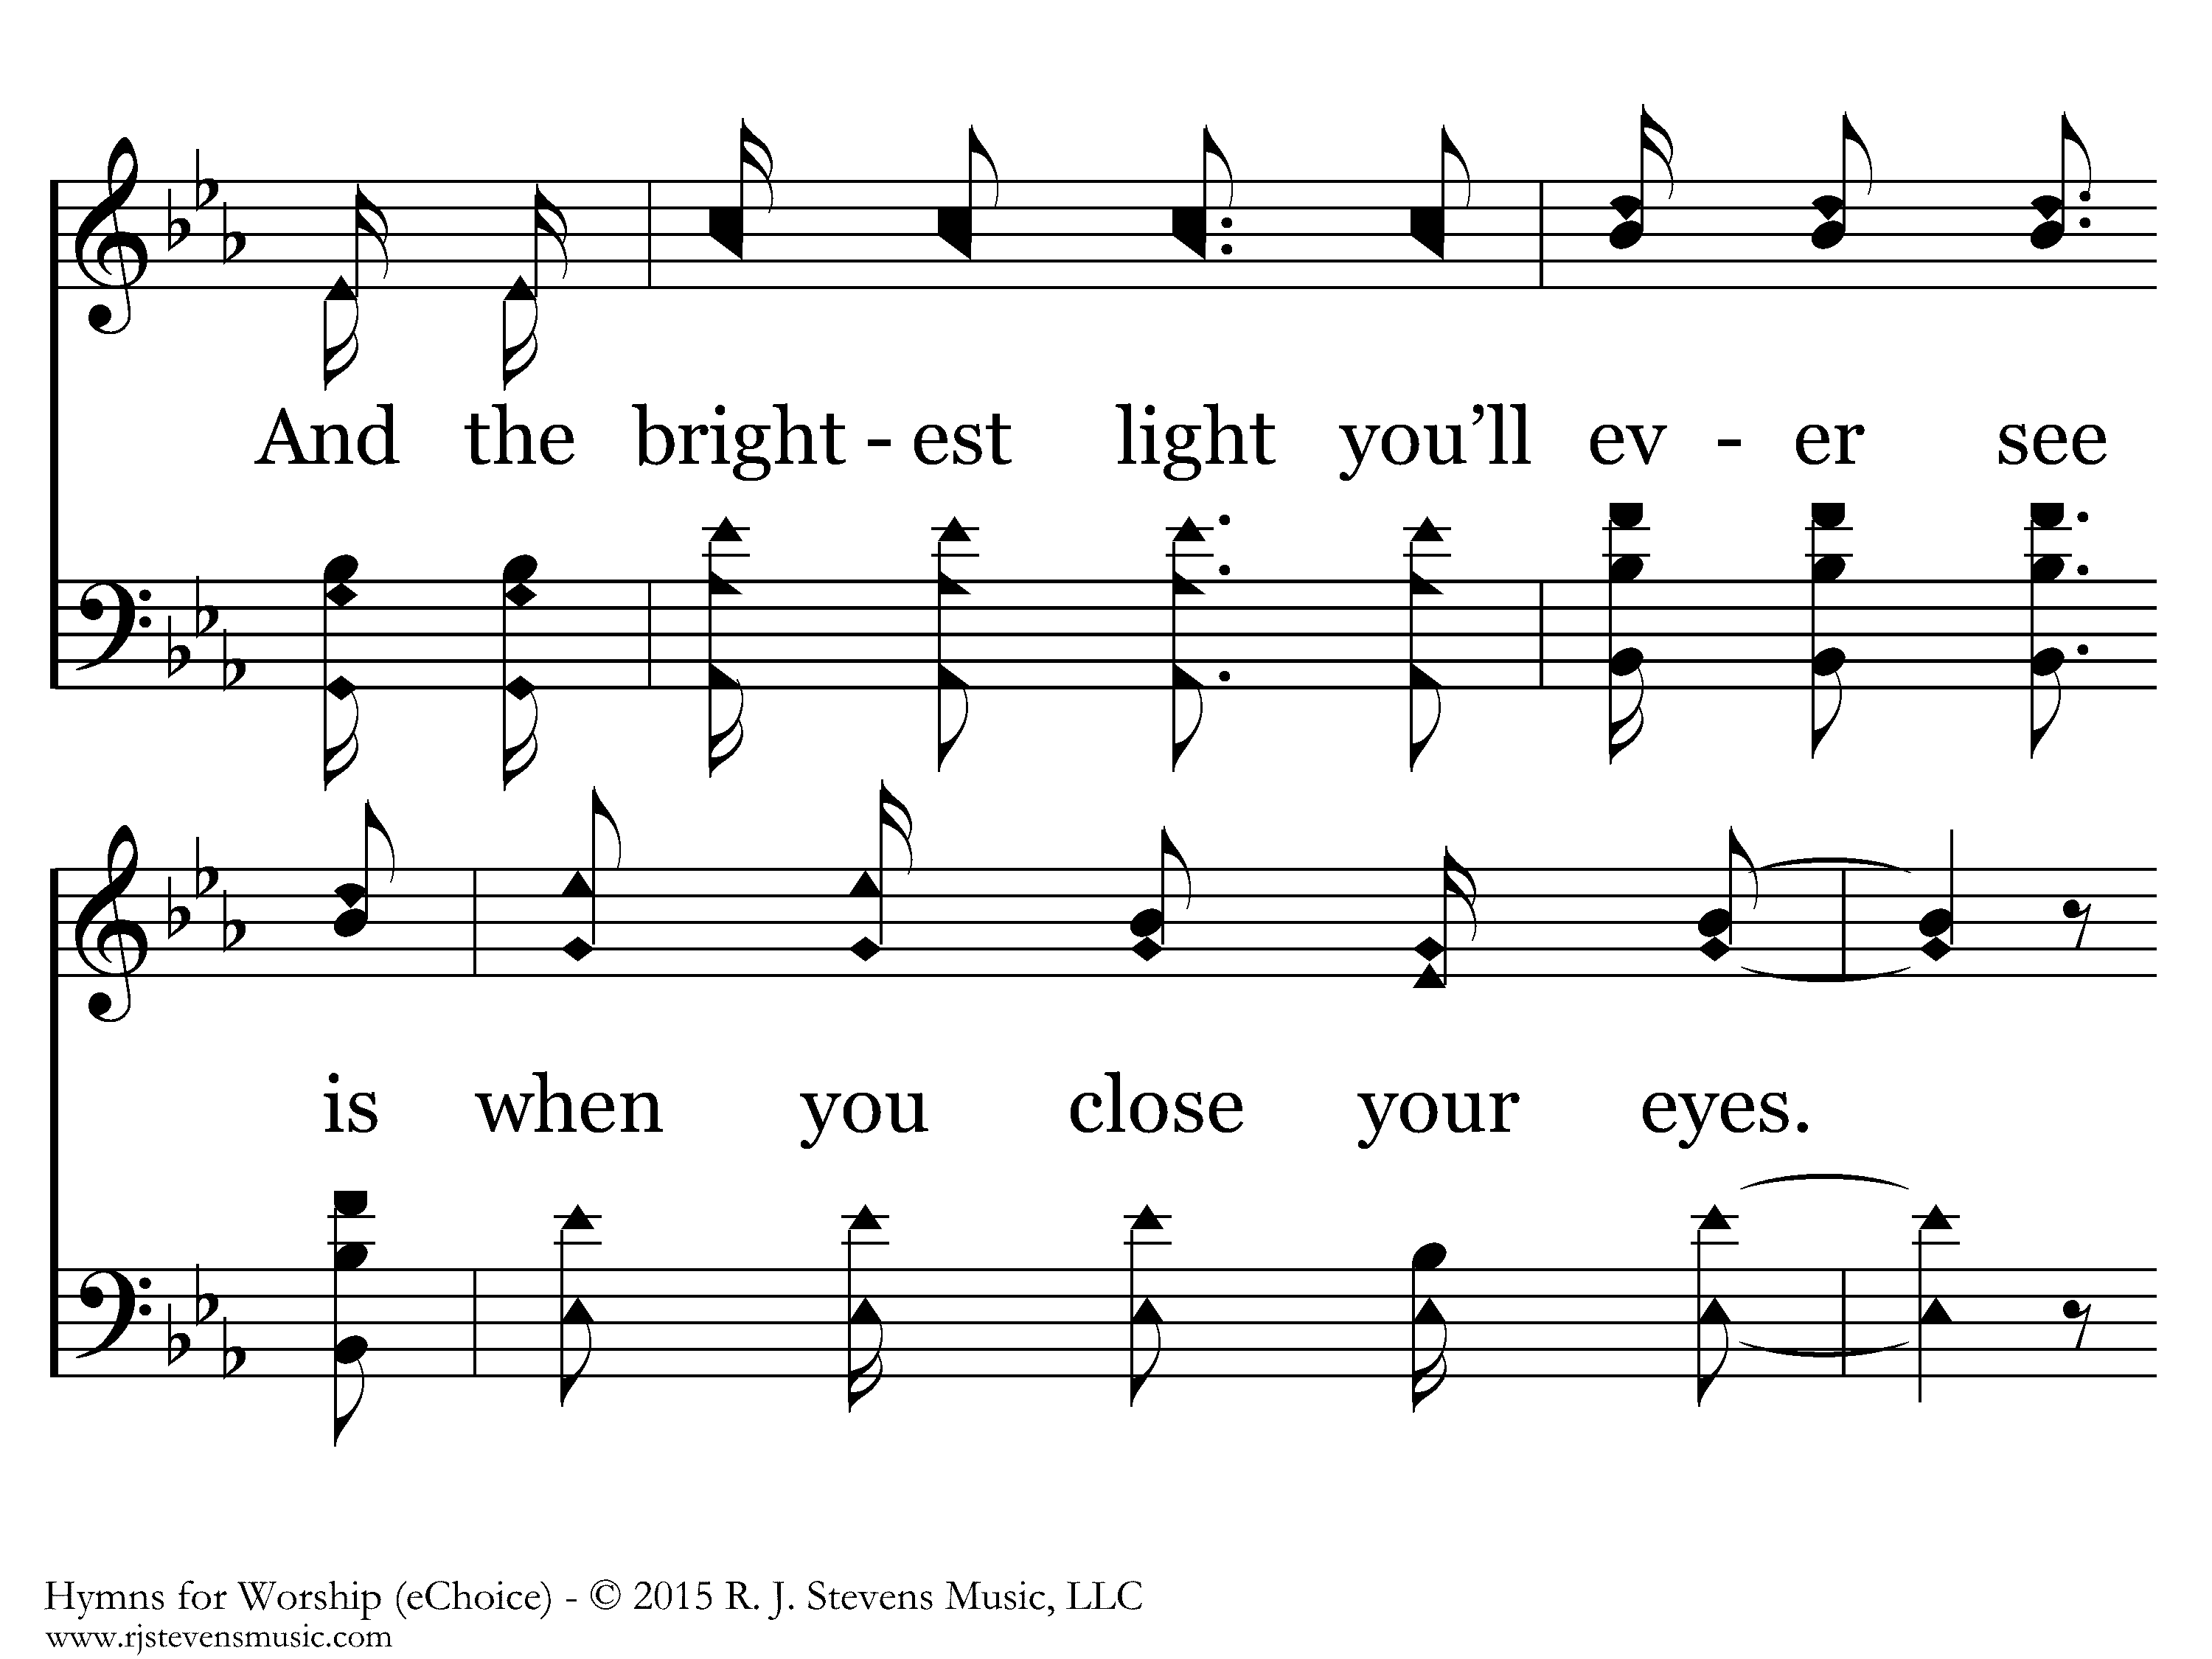 And the bright - est light you’ll ev - er see
is when you close your eyes.
Hymns for Worship (eChoice) - © 2015 R. J. Stevens Music, LLC
www.rjstevensmusic.com